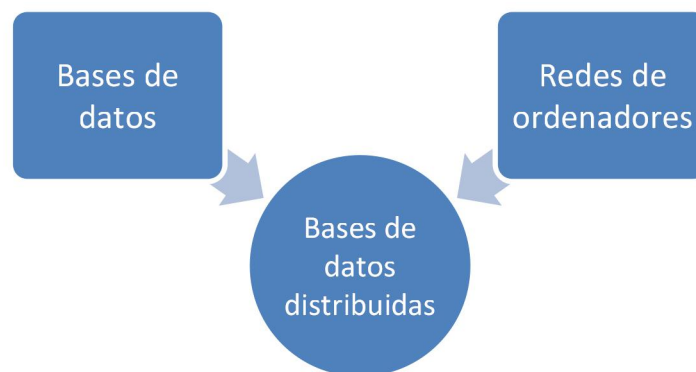 Bases de
datos
Redes de
ordenadores
Bases de
datos
distribuidas